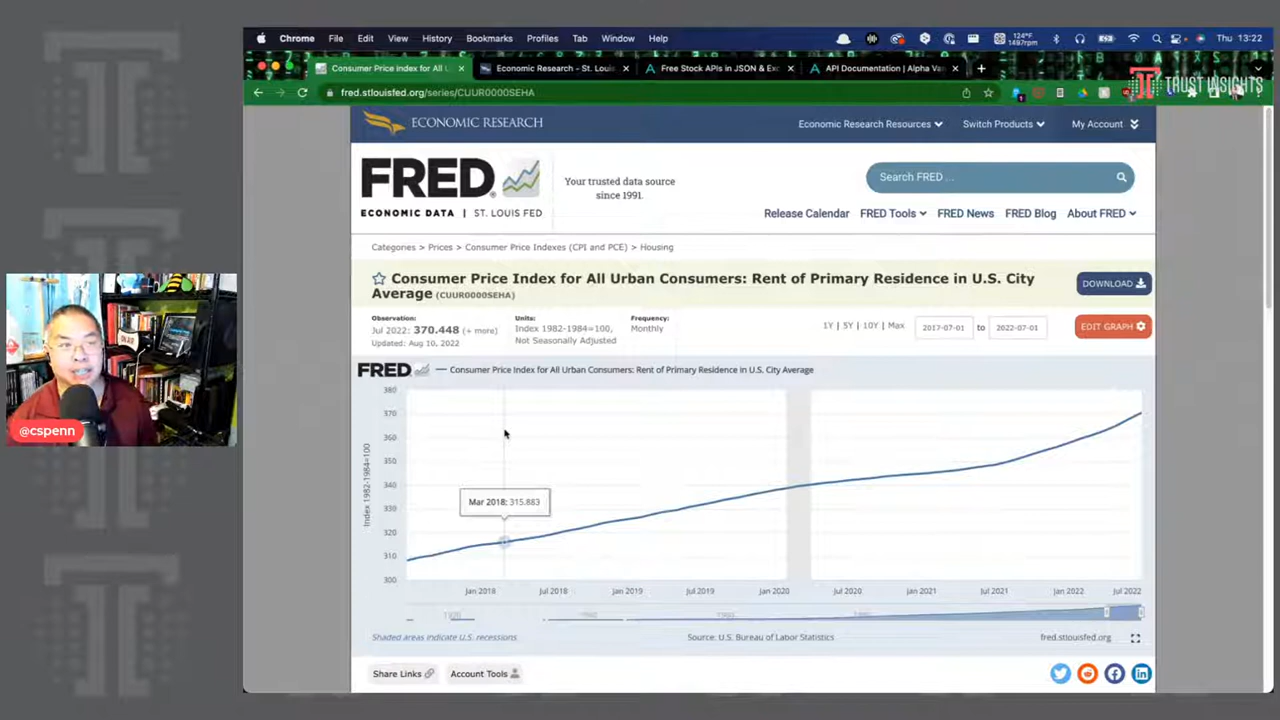 Chrome File Edit View History Bookmarks Profiles Tab Window Help
124°F
1497rpm
Thu 13:22
Consumer Price Index for All U
Economic Research - St. Louis
Free Stock APIs in JSON & Exc
API Documentation | Alpha Va
fred.stlouisfed.org/series/CUUR0000SEHA
TRUST INSIGHTS
ECONOMIC RESEARCH
Economic Research Resources
Switch Products
My Account
FRED
ECONOMIC DATA | ST. LOUIS FED
Your trusted data source
since 1991.
Search FRED ...
Release Calendar FRED Tools FRED News FRED Blog About FRED
Categories > Prices > Consumer Price Indexes (CPI and PCE) > Housing
Consumer Price Index for All Urban Consumers: Rent of Primary Residence in U.S. City
Average (CUUR0000SEHA)
DOWNLOAD
Observation:
Jul 2022: 370.448 (+ more)
Updated: Aug 10, 2022
Units:
Index 1982-1984=100,
Not Seasonally Adjusted
Frequency:
Monthly
1Y | 5Y | 10Y | Max
2017-07-01 to 2022-07-01
EDIT GRAPH
FRED
Consumer Price Index for All Urban Consumers: Rent of Primary Residence in U.S. City Average
380
370
360
350
340
330
320
310
300
Index 1982-1984=100
Mar 2018: 315.883
Jan 2018 Jul 2018 Jan 2019 Jul 2019 Jan 2020 Jul 2020 Jan 2021 Jul 2021 Jan 2022 Jul 2022
Shaded areas indicate U.S. recessions.
Source: U.S. Bureau of Labor Statistics
fred.stlouisfed.org
Share Links
Account Tools
@cspenn
ON AIR